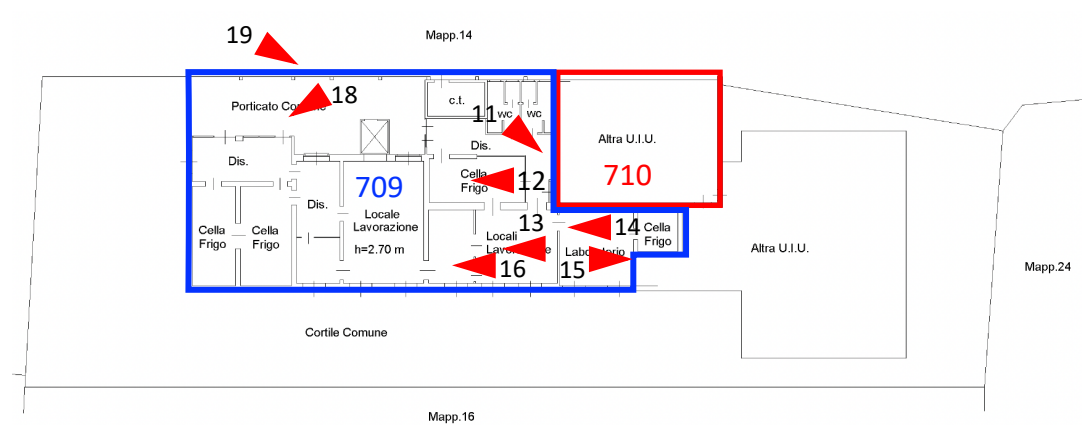 19
Mapp.14
18
Porticato Comune
c.t.
11
wc
wc
Altra U.I.U.
Dis.
Dis.
Cella
Frigo
12
710
709
Dis.
Locale
Lavorazione
h=2.70 m
13
14
Cella
Frigo
Cella
Frigo
Cella
Frigo
Locali
Lavorazione
Laboratorio
15
16
Altra U.I.U.
Mapp.24
Cortile Comune
Mapp.16